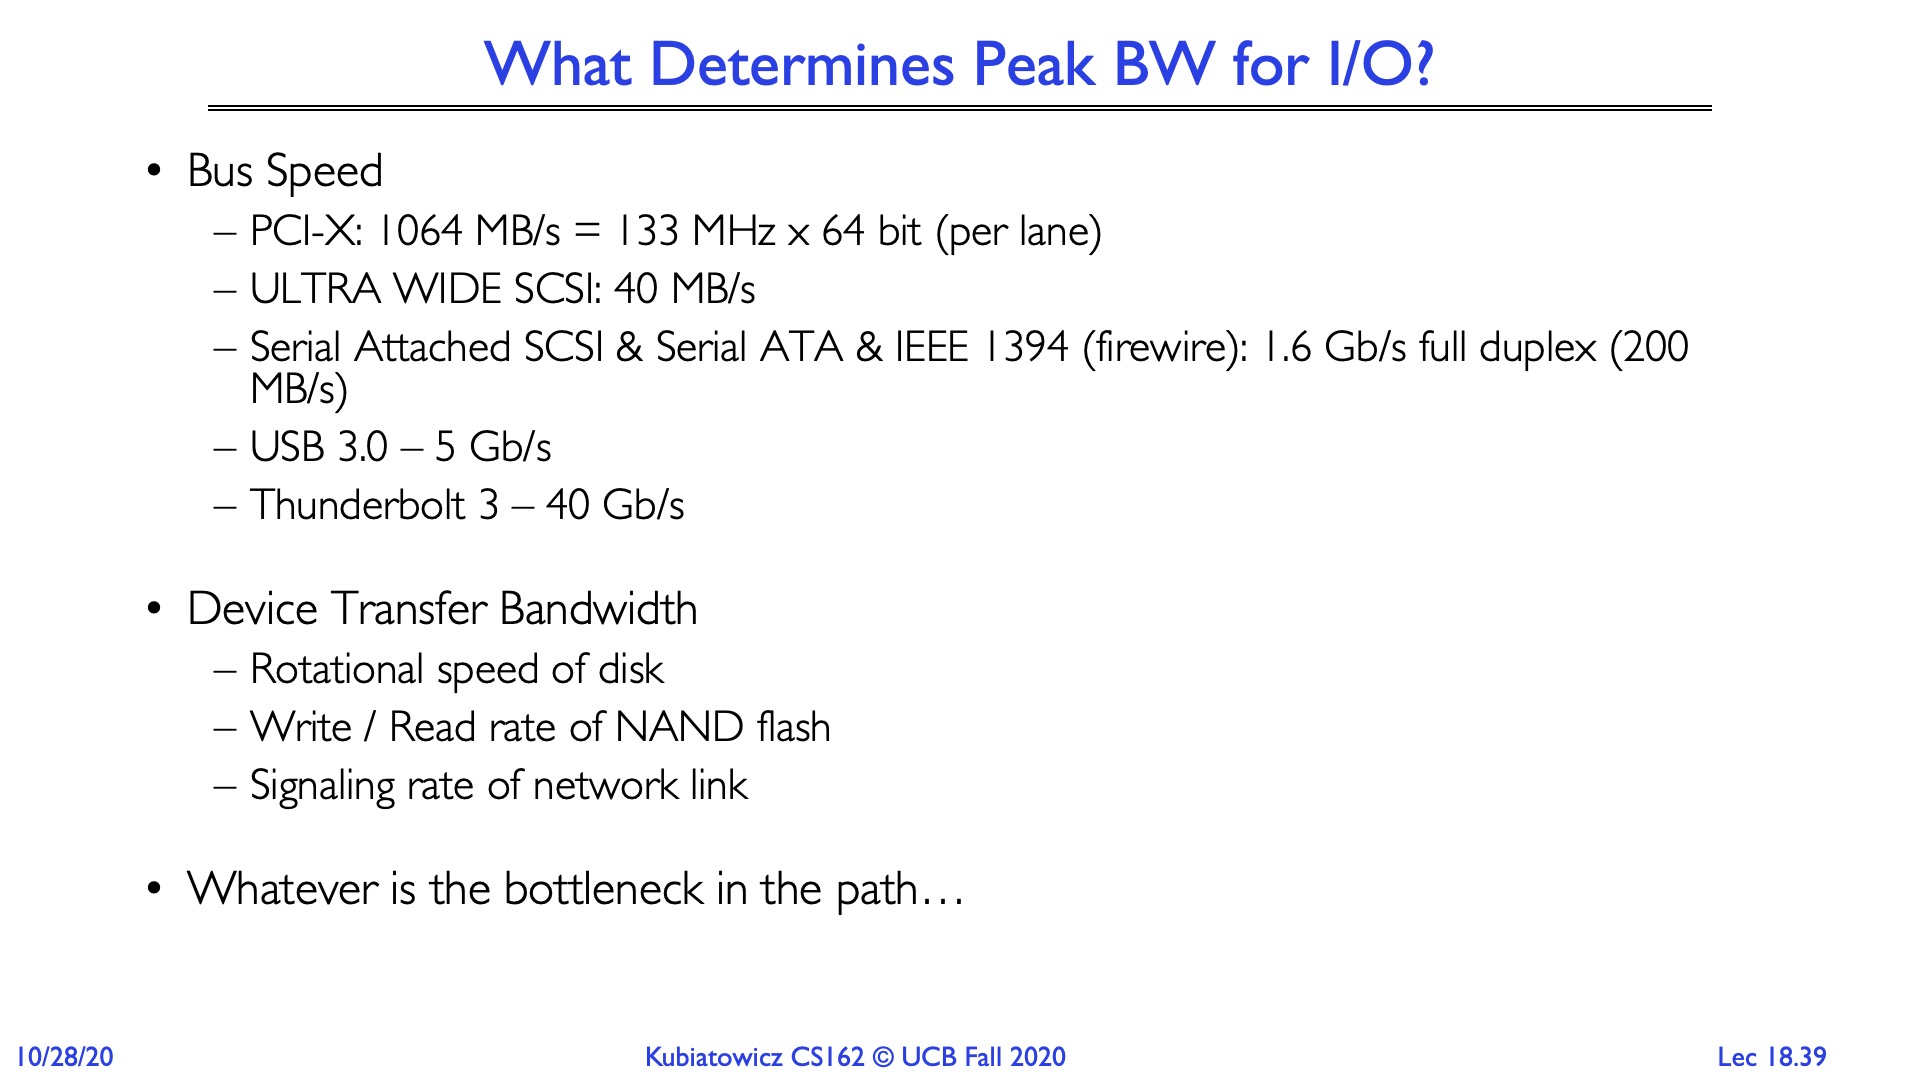 What Determines Peak BW for I/O?
• Bus Speed
– PCI-X: 1064 MB/s = 133 MHz x 64 bit (per lane)
– ULTRA WIDE SCSI: 40 MB/s
– Serial Attached SCSI & Serial ATA & IEEE 1394 (firewire): 1.6 Gb/s full duplex (200
MB/s)
– USB 3.0 – 5 Gb/s
– Thunderbolt 3 – 40 Gb/s
• Device Transfer Bandwidth
– Rotational speed of disk
– Write / Read rate of NAND flash
– Signaling rate of network link
• Whatever is the bottleneck in the path…
10/28/20
Kubiatowicz CS162 © UCB Fall 2020
Lec 18.39